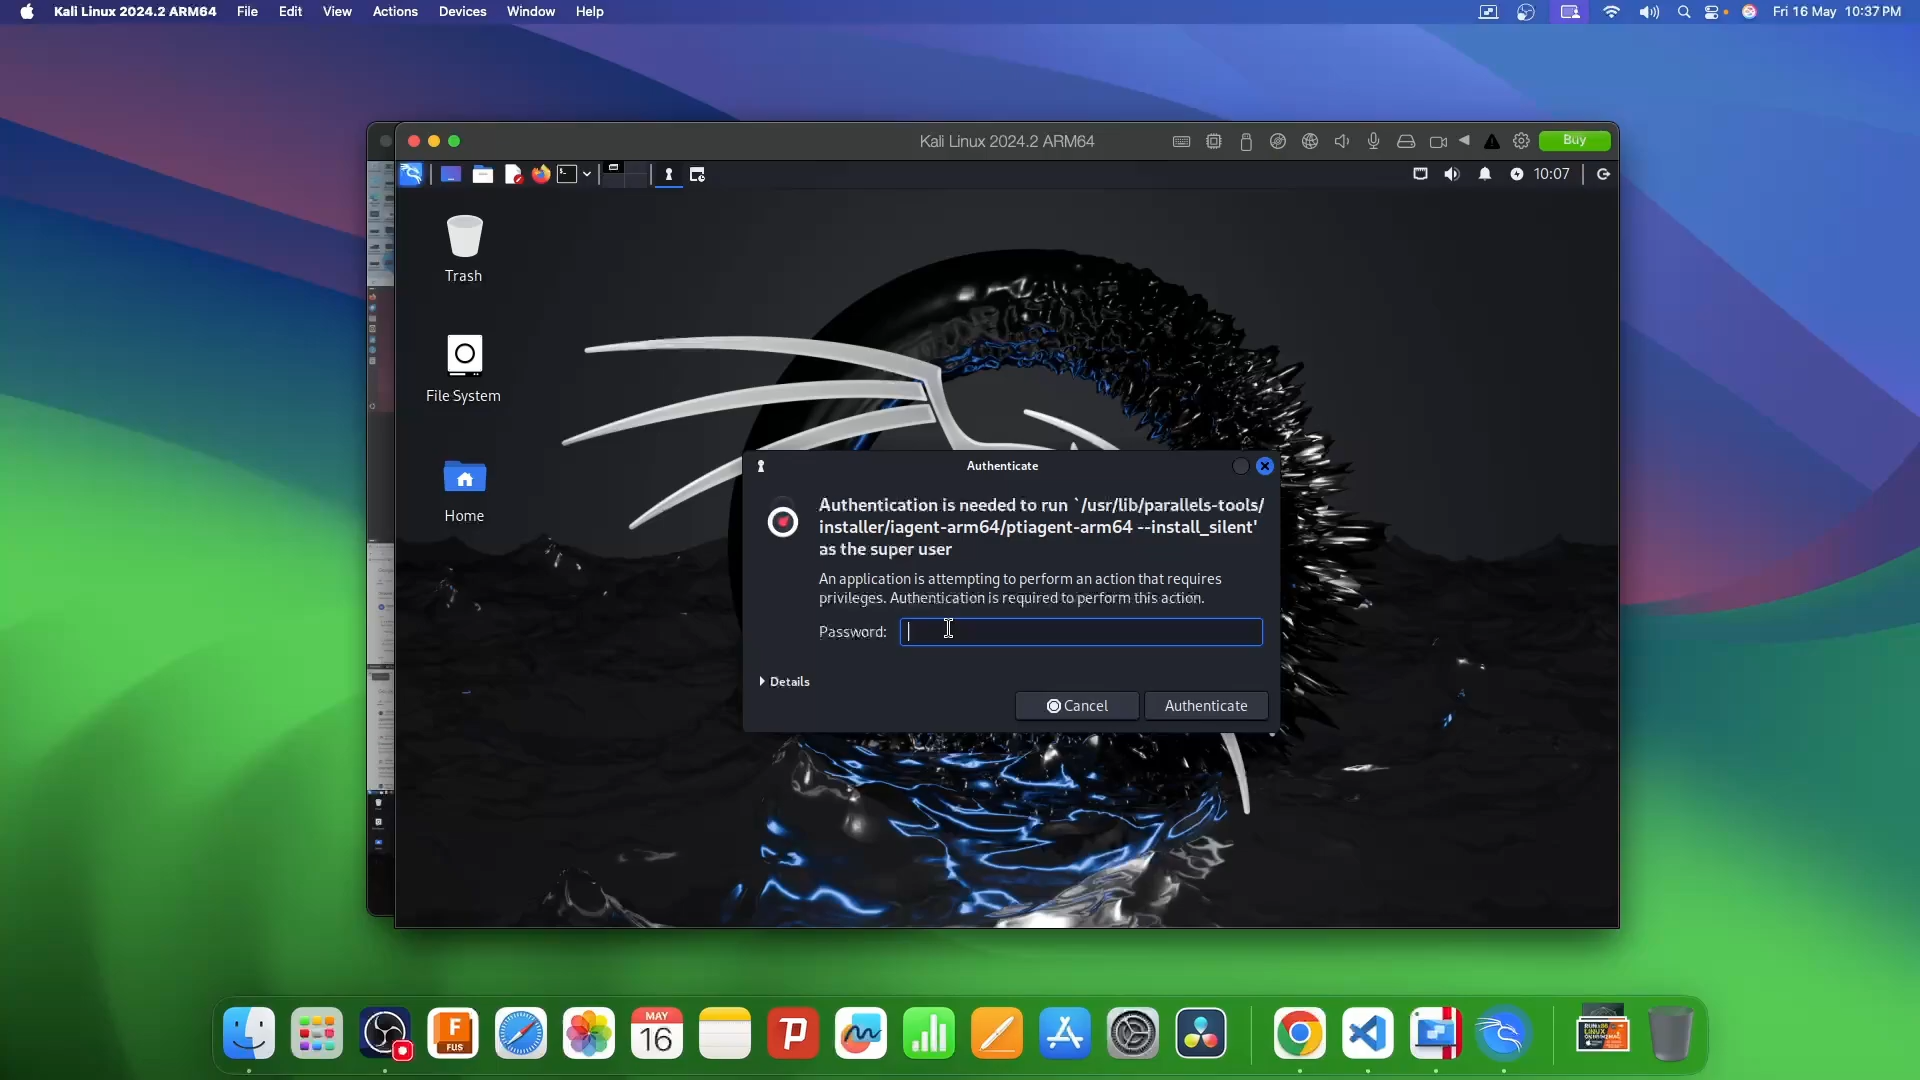 Kali Linux 2024.2 ARM64 File Edit View Actions Devices Window Help Fri 16 May 10:37 PM
Kali Linux 2024.2 ARM64 Buy
10:07
Trash
File System
Home
Authenticate
Authentication is needed to run `/usr/lib/parallels-tools/
installer/iagent-arm64/ptiagent-arm64 --install_silent'
as the super user
An application is attempting to perform an action that requires
privileges. Authentication is required to perform this action.
Password:
Details
Cancel Authenticate
F
FUS
MAY
16